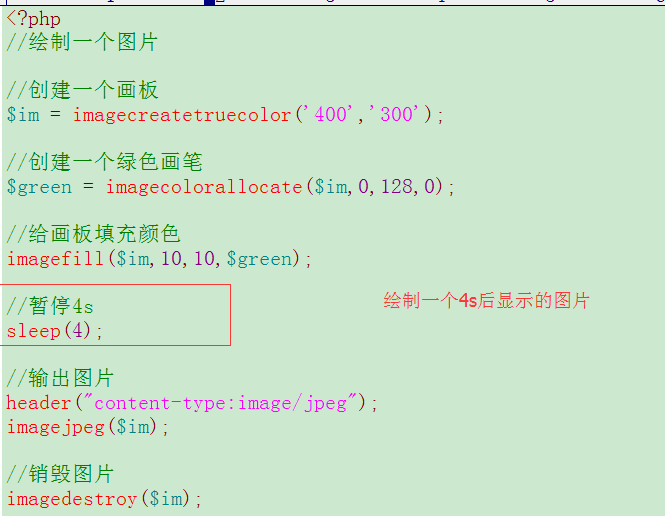 <?php
//绘制一个图片
//创建一个画板
$im = imagecreatetruecolor('400','300');
//创建一个绿色画笔
$green = imagecolorallocate($im,0,128,0);
//给画板填充颜色
imagefill($im,10,10,$green);
//暂停4s
绘制一个4s后显示的图片
sleep(4);
//输出图片
header("content-type:image/jpeg");
imagejpeg($im);
//销毁图片
imagedestroy($im);